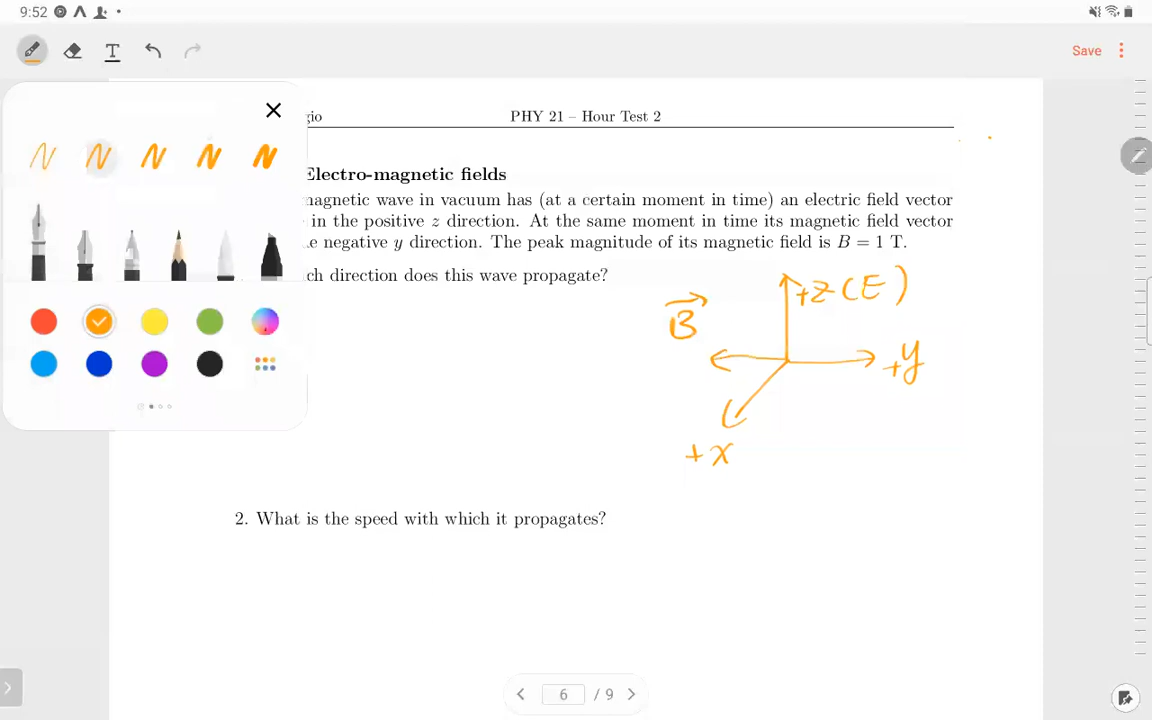 9:52
Save
gio
PHY 21 – Hour Test 2
Electro-magnetic fields
magnetic wave in vacuum has (at a certain moment in time) an electric field vector
in the positive z direction. At the same moment in time its magnetic field vector
e negative y direction. The peak magnitude of its magnetic field is B = 1 T.
ch direction does this wave propagate?
+z (E)
B⃗
+y
+x
2. What is the speed with which it propagates?
6 / 9